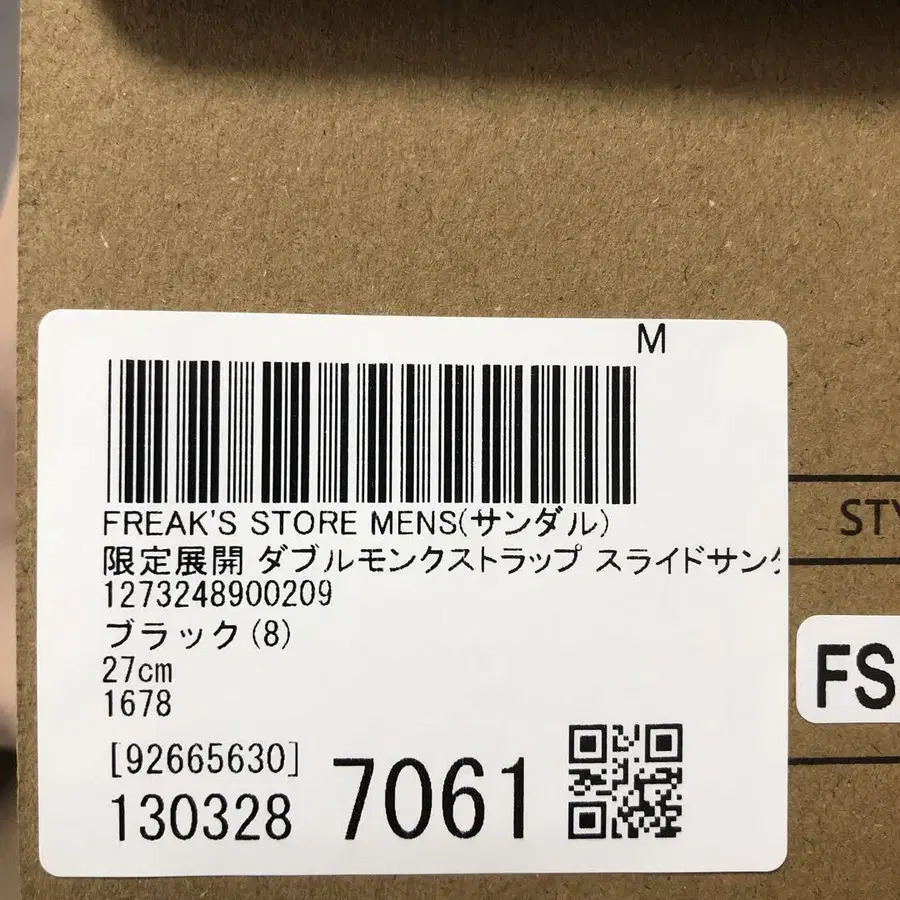 M
FREAK'S STORE MENS(サンダル)
限定展開 ダブルモンクストラップ スライドサン
1273248900209
ブラック(8)
27cm
1678
[92665630]
130328 7061
STY
FS